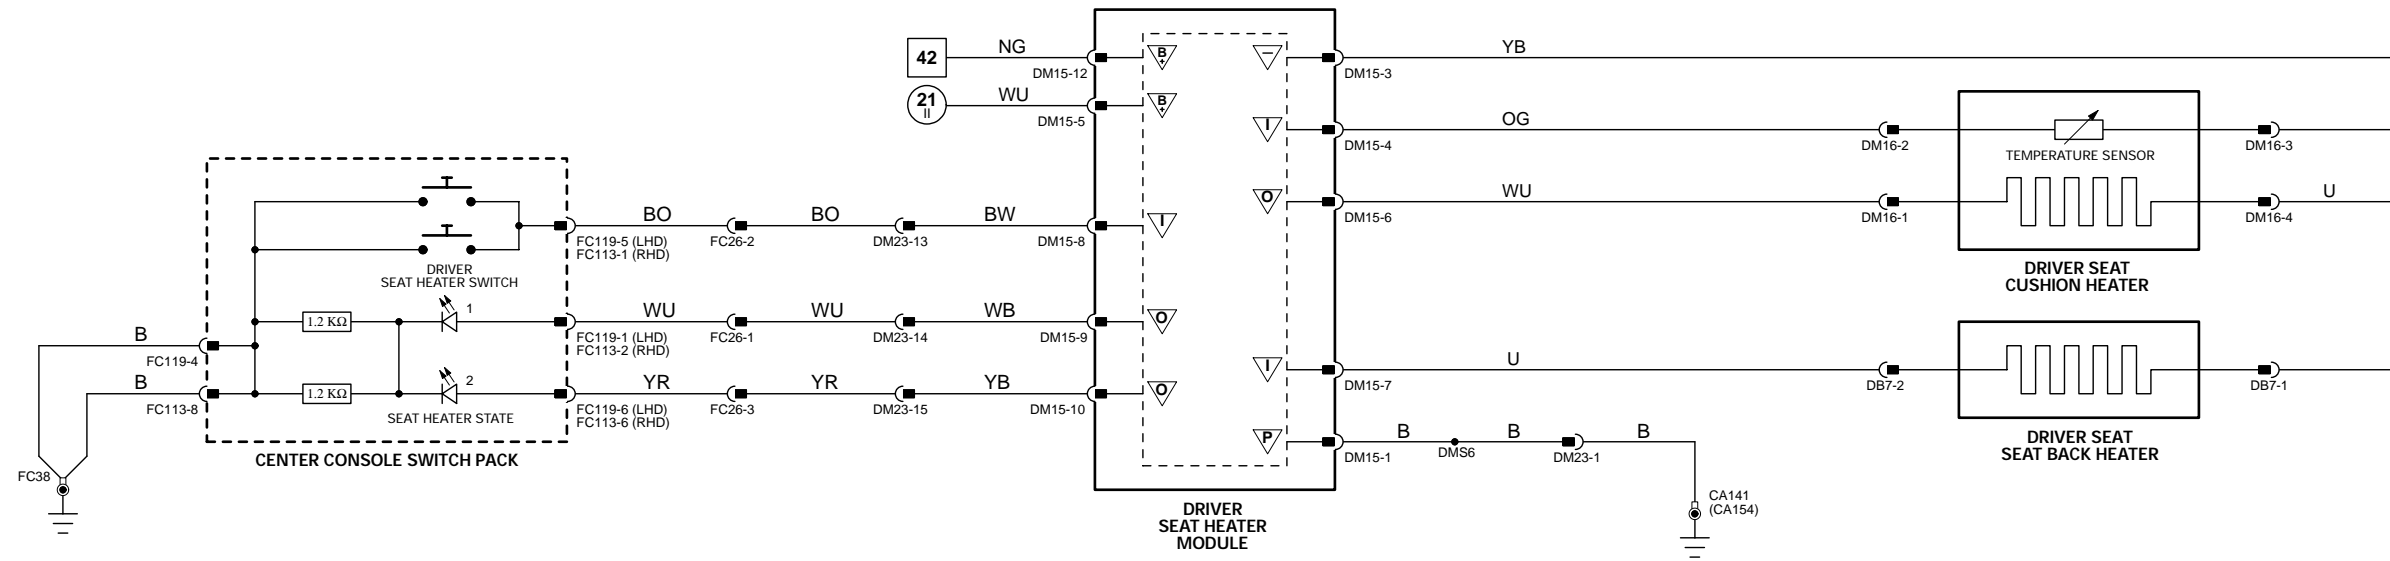 42
NG
DM15-12
B
+
21
II
WU
DM15-5
B
+
–
DM15-3
YB
I
DM15-4
OG
DM16-2
TEMPERATURE SENSOR
DM16-3
O
DM15-6
WU
DM16-1
DM16-4
U
DRIVER SEAT
CUSHION HEATER
DRIVER
SEAT HEATER SWITCH
FC119-5 (LHD)
FC113-1 (RHD)
BO
FC26-2
BO
DM23-13
BW
DM15-8
I
1.2 KΩ
1
FC119-1 (LHD)
FC113-2 (RHD)
WU
FC26-1
WU
DM23-14
WB
DM15-9
O
B
FC119-4
B
FC113-8
1.2 KΩ
2
SEAT HEATER STATE
FC119-6 (LHD)
FC113-6 (RHD)
YR
FC26-3
YR
DM23-15
YB
DM15-10
O
I
DM15-7
U
DB7-2
DB7-1
DRIVER SEAT
SEAT BACK HEATER
P
DM15-1
B
DMS6
B
DM23-1
B
CA141
(CA154)
CENTER CONSOLE SWITCH PACK
FC38
DRIVER
SEAT HEATER
MODULE